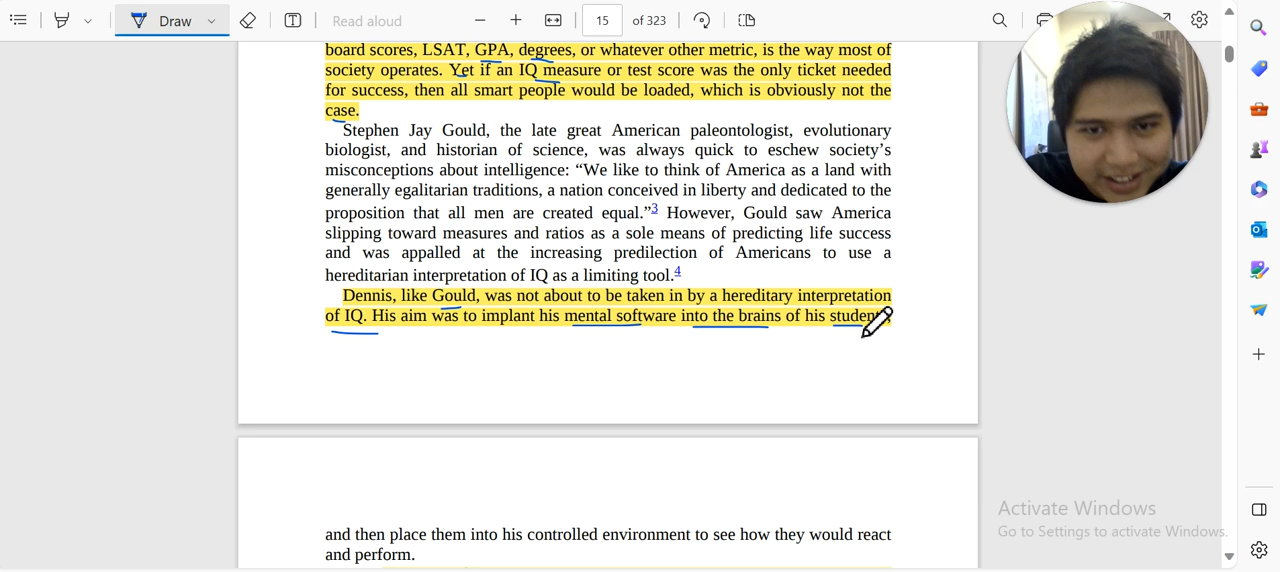 Draw
Read aloud
15
of 323
board scores, LSAT, GPA, degrees, or whatever other metric, is the way most of
society operates. Yet if an IQ measure or test score was the only ticket needed
for success, then all smart people would be loaded, which is obviously not the
case.
Stephen Jay Gould, the late great American paleontologist, evolutionary
biologist, and historian of science, was always quick to eschew society’s
misconceptions about intelligence: “We like to think of America as a land with
generally egalitarian traditions, a nation conceived in liberty and dedicated to the
proposition that all men are created equal.”3 However, Gould saw America
slipping toward measures and ratios as a sole means of predicting life success
and was appalled at the increasing predilection of Americans to use a
hereditarian interpretation of IQ as a limiting tool.4
Dennis, like Gould, was not about to be taken in by a hereditary interpretation
of IQ. His aim was to implant his mental software into the brains of his
and then place them into his controlled environment to see how they would react
and perform.
Activate Windows
Go to Settings to activate Windows.